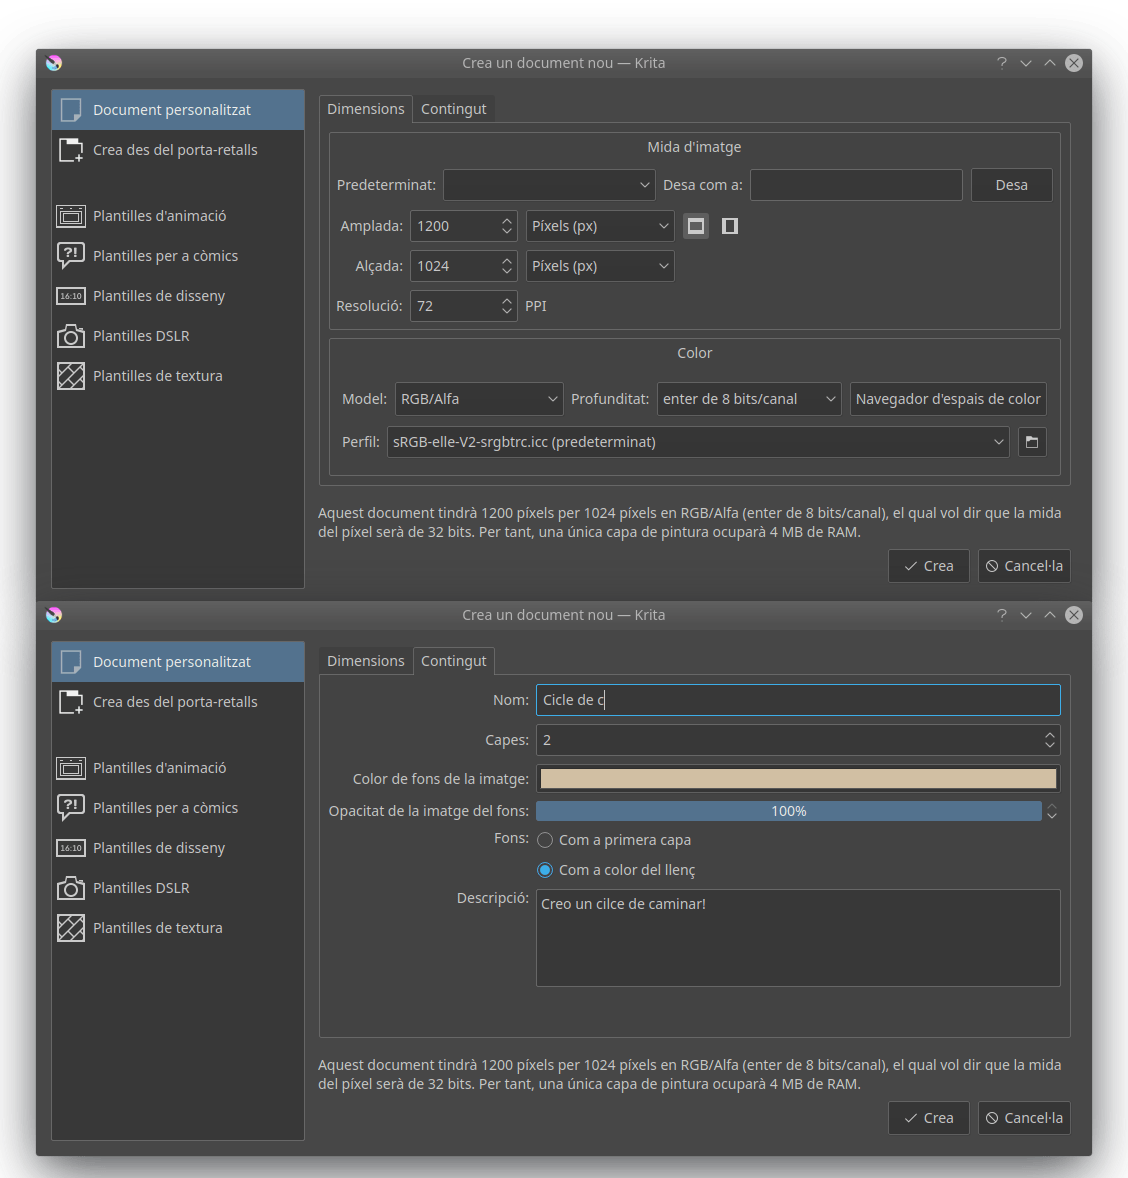 Crea un document nou — Krita
Document personalitzat
Crea des del porta-retalls
Plantilles d'animació
?!
Plantilles per a còmics
16:10
Plantilles de disseny
Plantilles DSLR
Plantilles de textura
Dimensions
Contingut
Mida d'imatge
Predeterminat:
Desa com a:
Desa
Amplada: 1200 Píxels (px)
Alçada: 1024 Píxels (px)
Resolució: 72 PPI
Color
Model: RGB/Alfa Profunditat: enter de 8 bits/canal Navegador d'espais de color
Perfil: sRGB-elle-V2-srgbtrc.icc (predeterminat)
Aquest document tindrà 1200 píxels per 1024 píxels en RGB/Alfa (enter de 8 bits/canal), el qual vol dir que la mida
del píxel serà de 32 bits. Per tant, una única capa de pintura ocuparà 4 MB de RAM.
Crea
Cancel·la
Crea un document nou — Krita
Document personalitzat
Crea des del porta-retalls
Plantilles d'animació
?!
Plantilles per a còmics
16:10
Plantilles de disseny
Plantilles DSLR
Plantilles de textura
Dimensions
Contingut
Nom: Cicle de c
Capes: 2
Color de fons de la imatge:
Opacitat de la imatge del fons: 100%
Fons: Com a primera capa
Com a color del llenç
Descripció: Creo un cilce de caminar!
Aquest document tindrà 1200 píxels per 1024 píxels en RGB/Alfa (enter de 8 bits/canal), el qual vol dir que la mida
del píxel serà de 32 bits. Per tant, una única capa de pintura ocuparà 4 MB de RAM.
Crea
Cancel·la